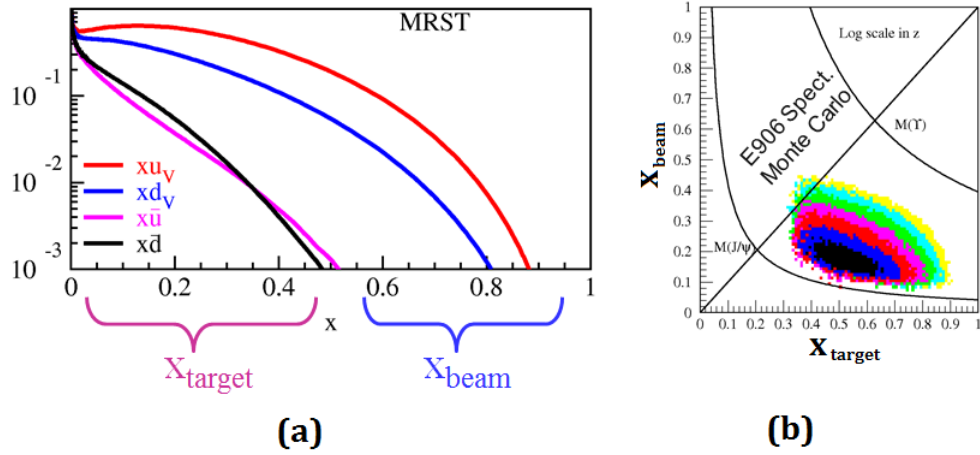 MRST
10^-1
10^-2
10^-3
xu_V
xd_V
xū
xd̄
0 0.2 0.4 0.6 0.8 1
x
X_target X_beam
(a)
Log scale in z
E906 Spect.
Monte Carlo
M(Υ)
M(J/ψ)
X_beam
1
0.9
0.8
0.7
0.6
0.5
0.4
0.3
0.2
0.1
0
0 0.1 0.2 0.3 0.4 0.5 0.6 0.7 0.8 0.9 1
X_target
(b)